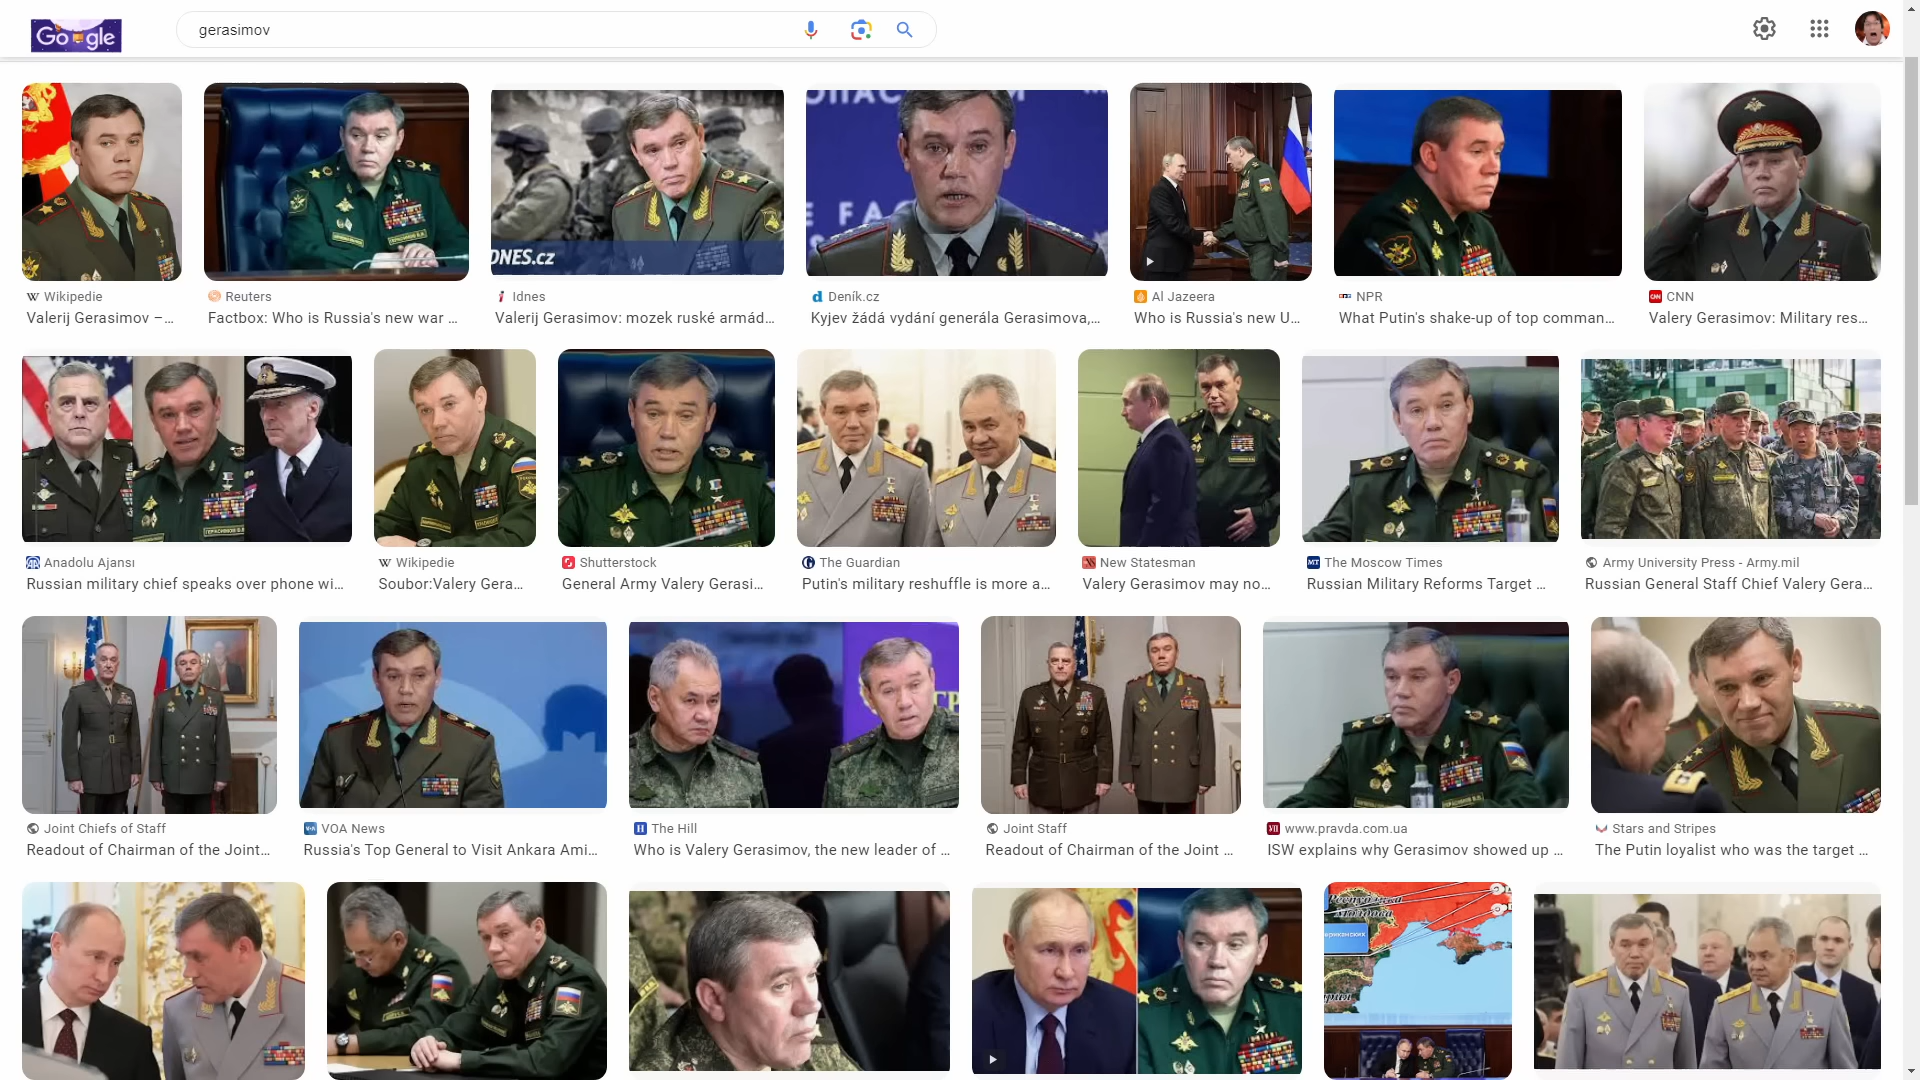 Google
gerasimov
ОПАС
E FAC
iDNES.cz
Wikipedie
Valerij Gerasimov –...
Reuters
Factbox: Who is Russia's new war ...
Idnes
Valerij Gerasimov: mozek ruské armád...
Deník.cz
Kyjev žádá vydání generála Gerasimova,...
Al Jazeera
Who is Russia's new U...
NPR
What Putin's shake-up of top comman...
CNN
Valery Gerasimov: Military res...
Anadolu Ajansı
Russian military chief speaks over phone wi...
Wikipedie
Soubor:Valery Gera...
Shutterstock
General Army Valery Gerasi...
The Guardian
Putin's military reshuffle is more a...
New Statesman
Valery Gerasimov may no...
The Moscow Times
Russian Military Reforms Target ...
Army University Press - Army.mil
Russian General Staff Chief Valery Gera...
Joint Chiefs of Staff
Readout of Chairman of the Joint...
VOA News
Russia's Top General to Visit Ankara Ami...
The Hill
Who is Valery Gerasimov, the new leader of ...
Joint Staff
Readout of Chairman of the Joint ...
www.pravda.com.ua
ISW explains why Gerasimov showed up ...
Stars and Stripes
The Putin loyalist who was the target ...